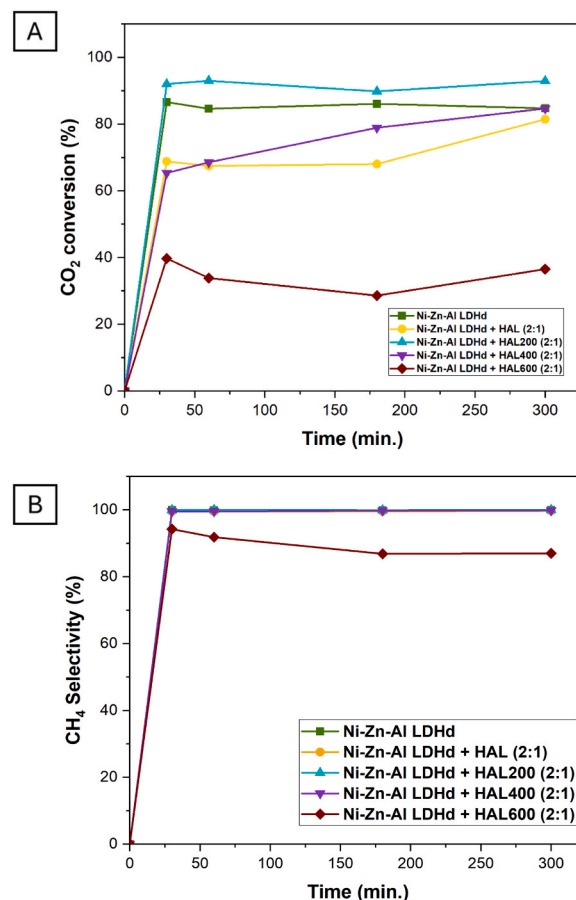 A
100
80
60
40
20
0
CO₂ conversion (%)
Ni-Zn-Al LDHd
Ni-Zn-Al LDHd + HAL (2:1)
Ni-Zn-Al LDHd + HAL200 (2:1)
Ni-Zn-Al LDHd + HAL400 (2:1)
Ni-Zn-Al LDHd + HAL600 (2:1)
0 50 100 150 200 250 300
Time (min.)
B
100
80
60
40
20
0
CH₄ Selectivity (%)
Ni-Zn-Al LDHd
Ni-Zn-Al LDHd + HAL (2:1)
Ni-Zn-Al LDHd + HAL200 (2:1)
Ni-Zn-Al LDHd + HAL400 (2:1)
Ni-Zn-Al LDHd + HAL600 (2:1)
0 50 100 150 200 250 300
Time (min.)